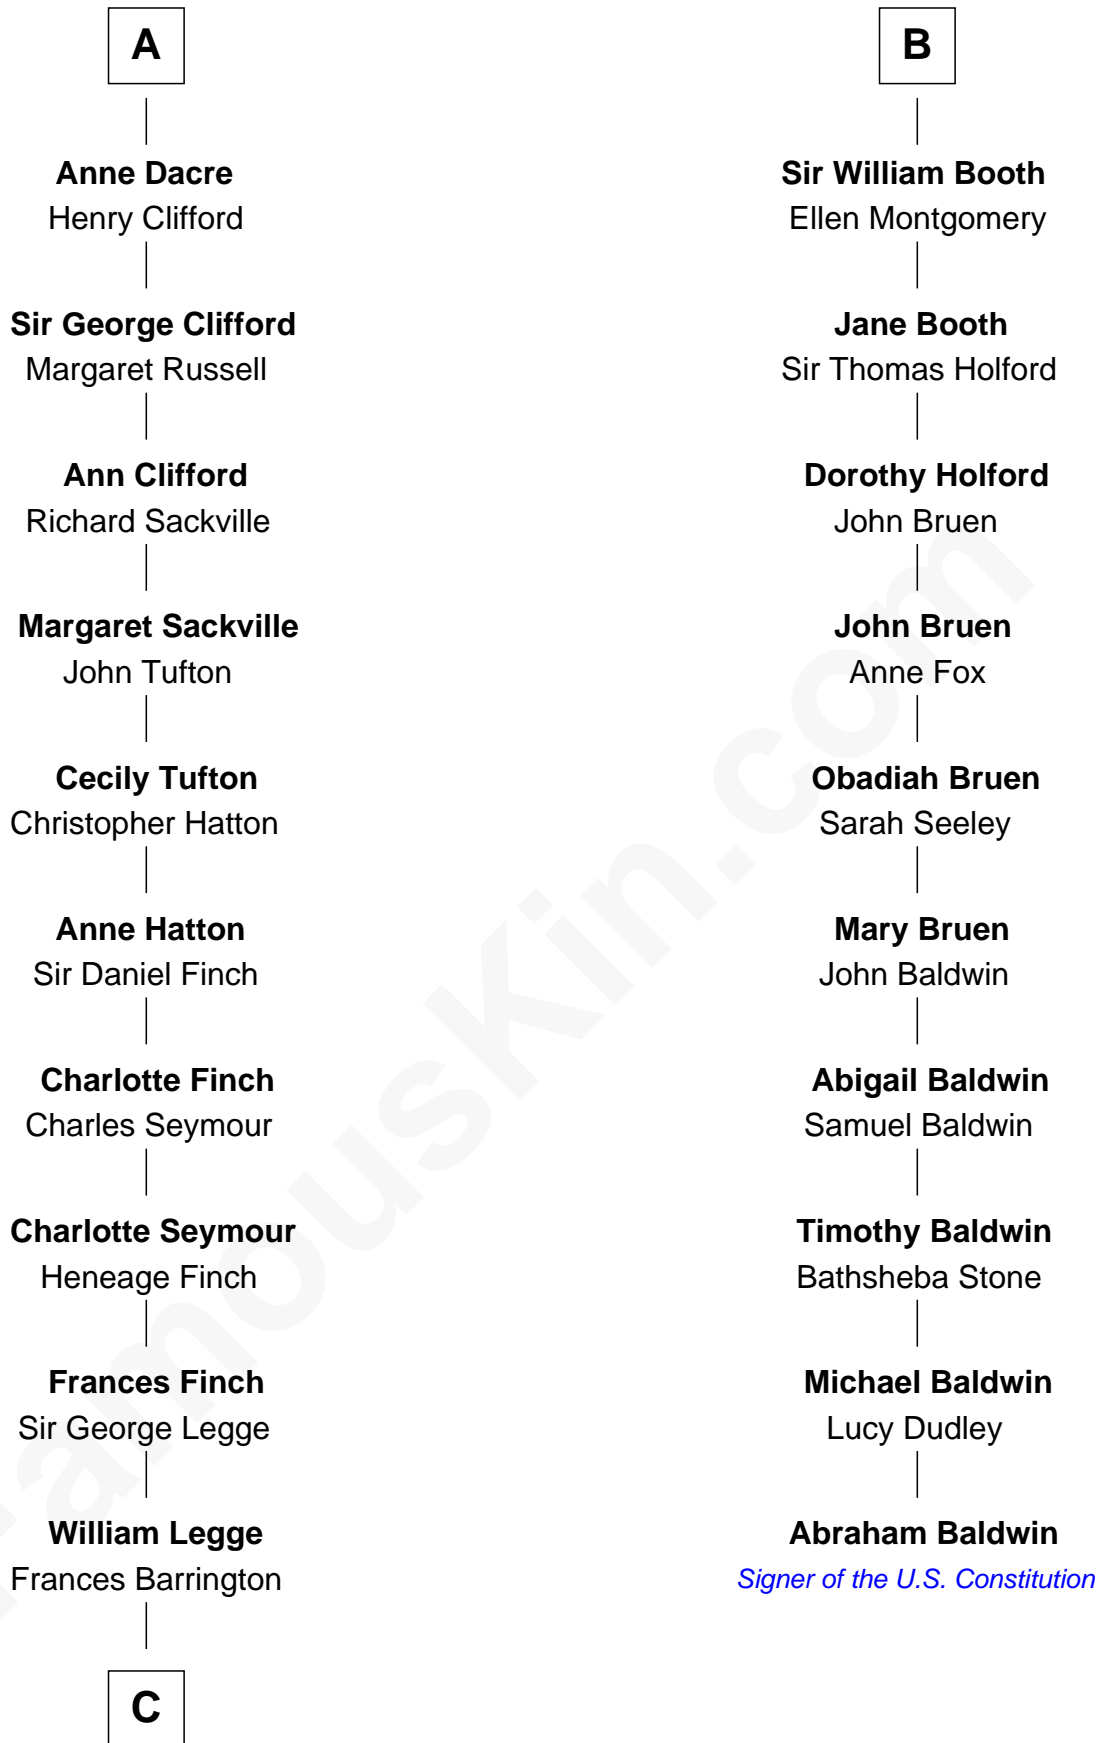 A
Anne Dacre
Henry Clifford
Sir George Clifford
Margaret Russell
Ann Clifford
Richard Sackville
Margaret Sackville
John Tufton
Cecily Tufton
Christopher Hatton
Anne Hatton
Sir Daniel Finch
Charlotte Finch
Charles Seymour
Charlotte Seymour
Heneage Finch
Frances Finch
Sir George Legge
William Legge
Frances Barrington
C
B
Sir William Booth
Ellen Montgomery
Jane Booth
Sir Thomas Holford
Dorothy Holford
John Bruen
John Bruen
Anne Fox
Obadiah Bruen
Sarah Seeley
Mary Bruen
John Baldwin
Abigail Baldwin
Samuel Baldwin
Timothy Baldwin
Bathsheba Stone
Michael Baldwin
Lucy Dudley
Abraham Baldwin
Signer of the U.S. Constitution
FamousKin.com